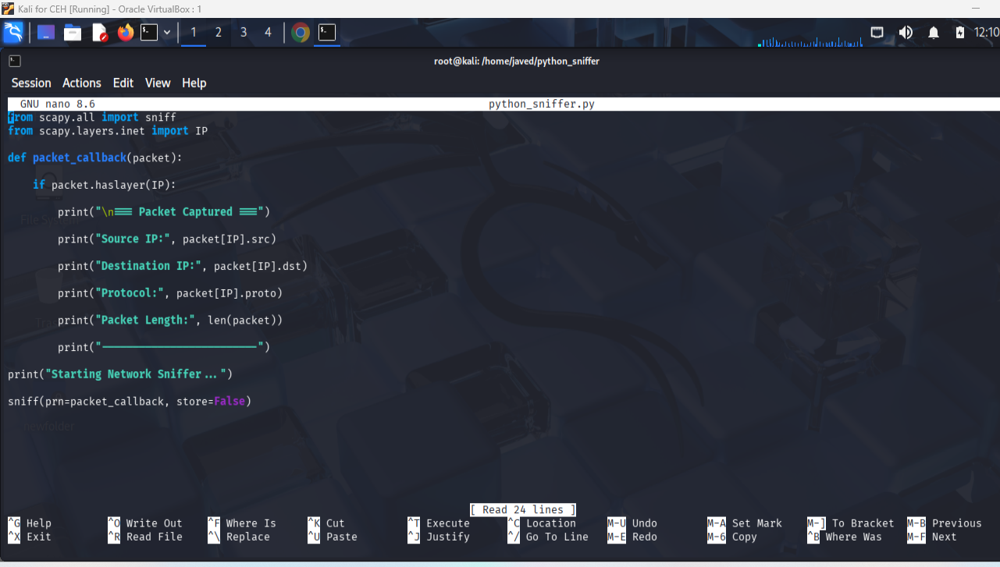 Kali for CEH [Running] - Oracle VirtualBox : 1
1 2 3 4
12:10
root@kali: /home/javed/python_sniffer
Session Actions Edit View Help
GNU nano 8.6 python_sniffer.py
from scapy.all import sniff
from scapy.layers.inet import IP
def packet_callback(packet):
    if packet.haslayer(IP):
        print("\n=== Packet Captured ===")
        print("Source IP:", packet[IP].src)
        print("Destination IP:", packet[IP].dst)
        print("Protocol:", packet[IP].proto)
        print("Packet Length:", len(packet))
        print("-------------------------")
print("Starting Network Sniffer...")
sniff(prn=packet_callback, store=False)
File System
newfolder
[ Read 24 lines ]
^G Help ^O Write Out ^F Where Is ^K Cut ^T Execute ^C Location M-U Undo M-A Set Mark M-] To Bracket M-B Previous
^X Exit ^R Read File ^\ Replace ^U Paste ^J Justify ^/ Go To Line M-E Redo M-6 Copy ^B Where Was M-F Next